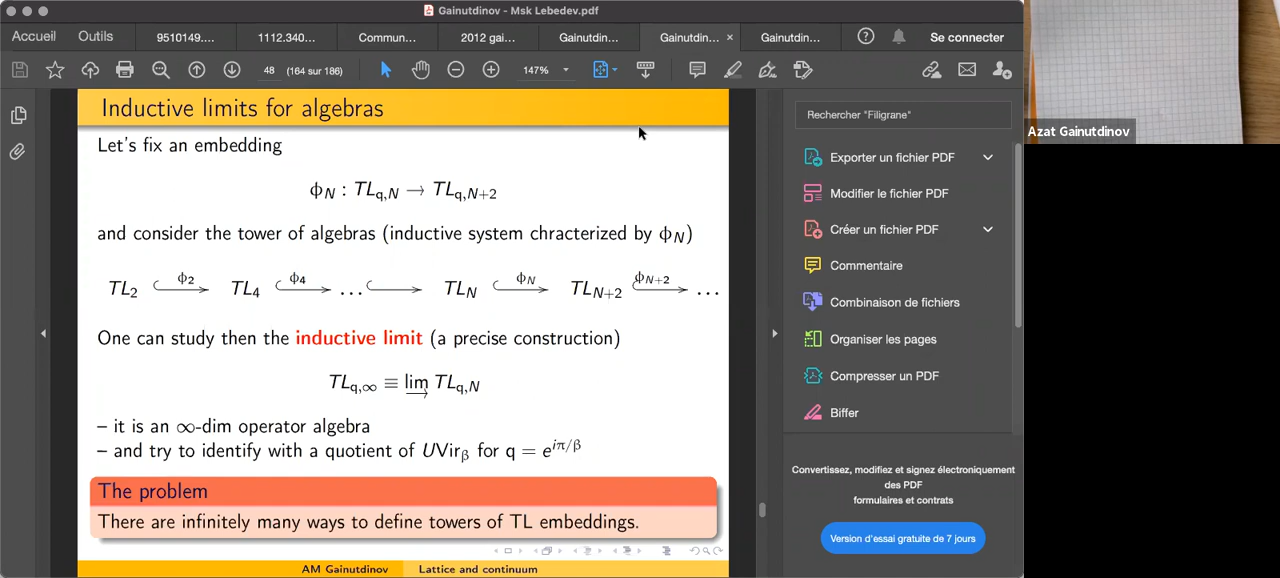 Gainutdinov - Msk Lebedev.pdf
Accueil Outils 9510149.... 1112.340... Commun... 2012 gai... Gainutdin... Gainutdin... × Gainutdin... Se connecter
48 (164 sur 186) 147%
Inductive limits for algebras
Let's fix an embedding
ϕ_N : TL_{q,N} → TL_{q,N+2}
and consider the tower of algebras (inductive system chracterized by ϕ_N)
TL_2 ↪^{ϕ_2} TL_4 ↪^{ϕ_4} ... ↪ TL_N ↪^{ϕ_N} TL_{N+2} ↪^{ϕ_{N+2}} ...
One can study then the inductive limit (a precise construction)
TL_{q,∞} ≡ lim→ TL_{q,N}
– it is an ∞-dim operator algebra
– and try to identify with a quotient of UVir_β for q = e^{iπ/β}
The problem
There are infinitely many ways to define towers of TL embeddings.
AM Gainutdinov Lattice and continuum
Rechercher "Filigrane"
Exporter un fichier PDF
Modifier le fichier PDF
Créer un fichier PDF
Commentaire
Combinaison de fichiers
Organiser les pages
Compresser un PDF
Biffer
Convertissez, modifiez et signez électroniquement
des PDF
formulaires et contrats
Version d'essai gratuite de 7 jours
Azat Gainutdinov